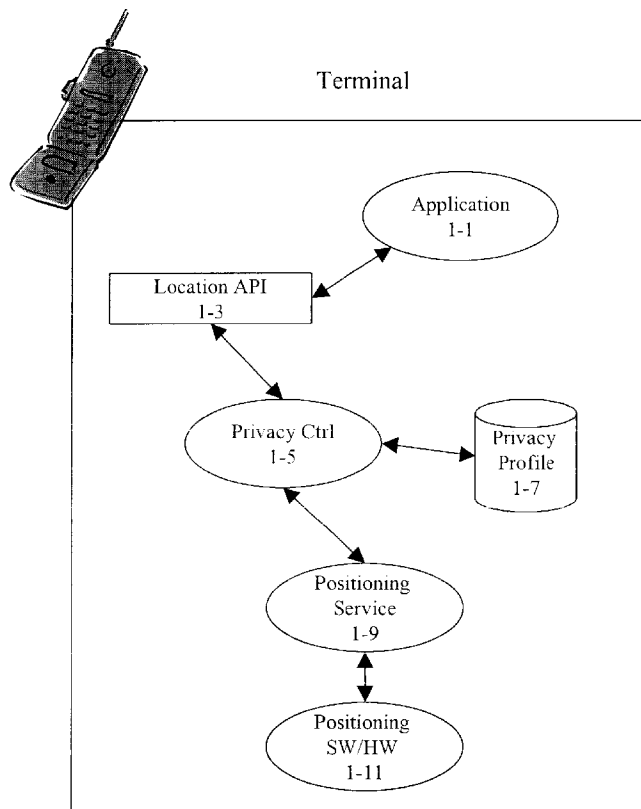 Terminal
Application
1-1
Location API
1-3
Privacy Ctrl
1-5
Privacy
Profile
1-7
Positioning
Service
1-9
Positioning
SW/HW
1-11